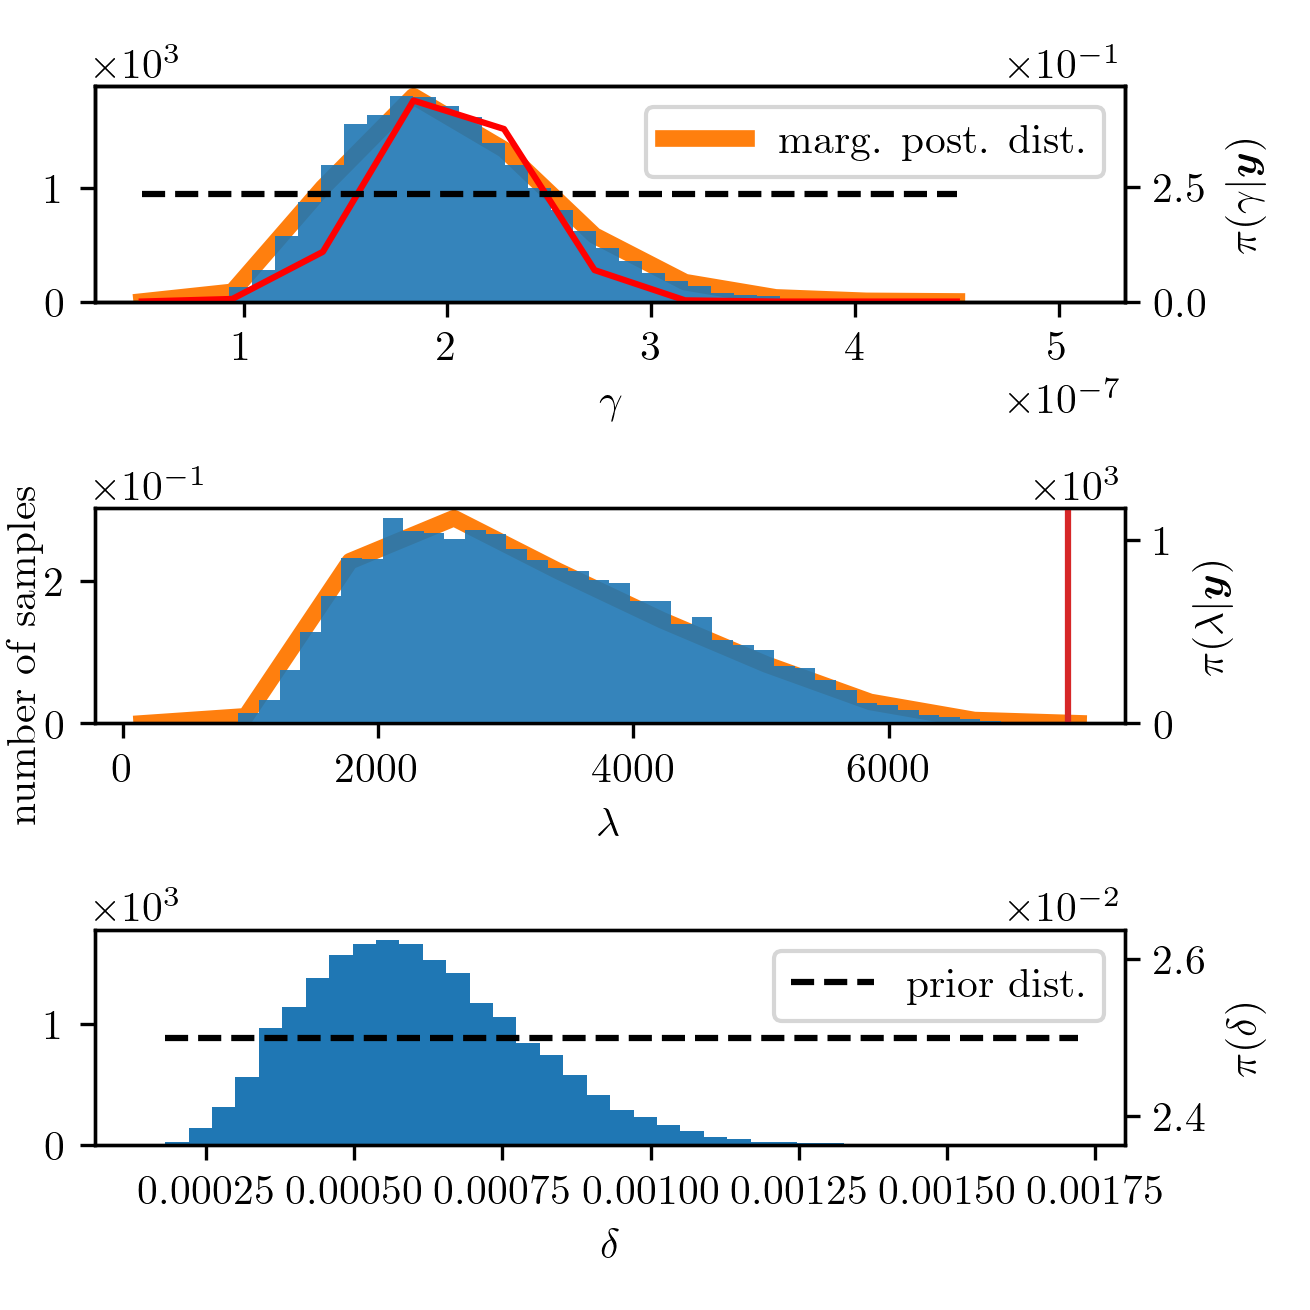 ×10³ ×10⁻¹
marg. post. dist.
1 2.5
0 0.0
π(γ|y)
1 2 3 4 5
γ ×10⁻⁷
×10⁻¹ ×10³
2 1
0 0
number of samples
π(λ|y)
0 2000 4000 6000
λ
×10³ ×10⁻²
prior dist.
2.6
1
2.4
0
π(δ)
0.00025 0.00050 0.00075 0.00100 0.00125 0.00150 0.00175
δ